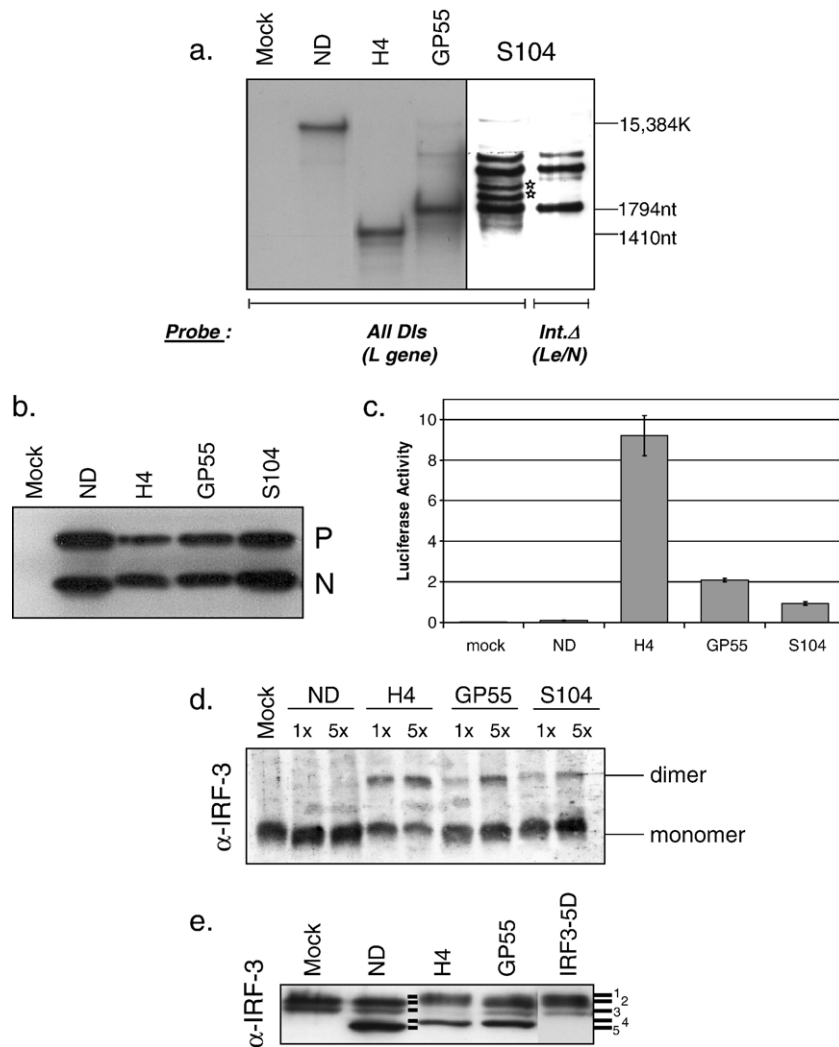 a.
Mock
ND
H4
GP55
S104
15,384K
1794nt
1410nt
Probe :
All DIs
(L gene)
Int.Δ
(Le/N)
b.
Mock
ND
H4
GP55
S104
P
N
c.
Luciferase Activity
10
8
6
4
2
0
mock
ND
H4
GP55
S104
d.
Mock
ND
H4
GP55
S104
1x 5x 1x 5x 1x 5x 1x 5x
α-IRF-3
dimer
monomer
e.
Mock
ND
H4
GP55
IRF3-5D
α-IRF-3
1
2
3
4
5